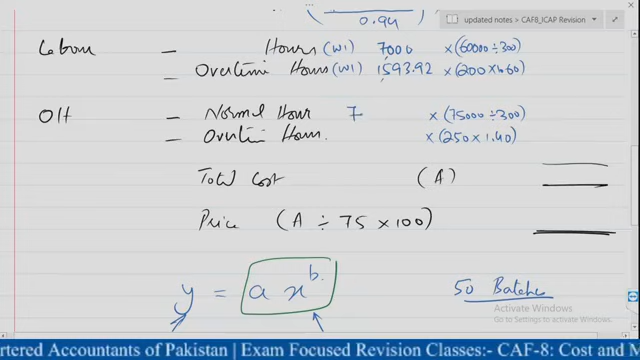 0.94
updated notes > CAF8_ICAP Revision
Labour - Hours (W1) 7000 × (60000 ÷ 300)
- Overtime Hours (W1) 1593.92 × (200 × 1.60)
OH - Normal Hour 7 × (75000 ÷ 300)
- Overtime Hours. × (250 × 1.40)
Total Cost (A)
Price (A ÷ 75 × 100)
y = a x^b
50 Batches
Activate Windows
Go to Settings to activate Windows.
rtered Accountants of Pakistan | Exam Focused Revision Classes:- CAF-8: Cost and M